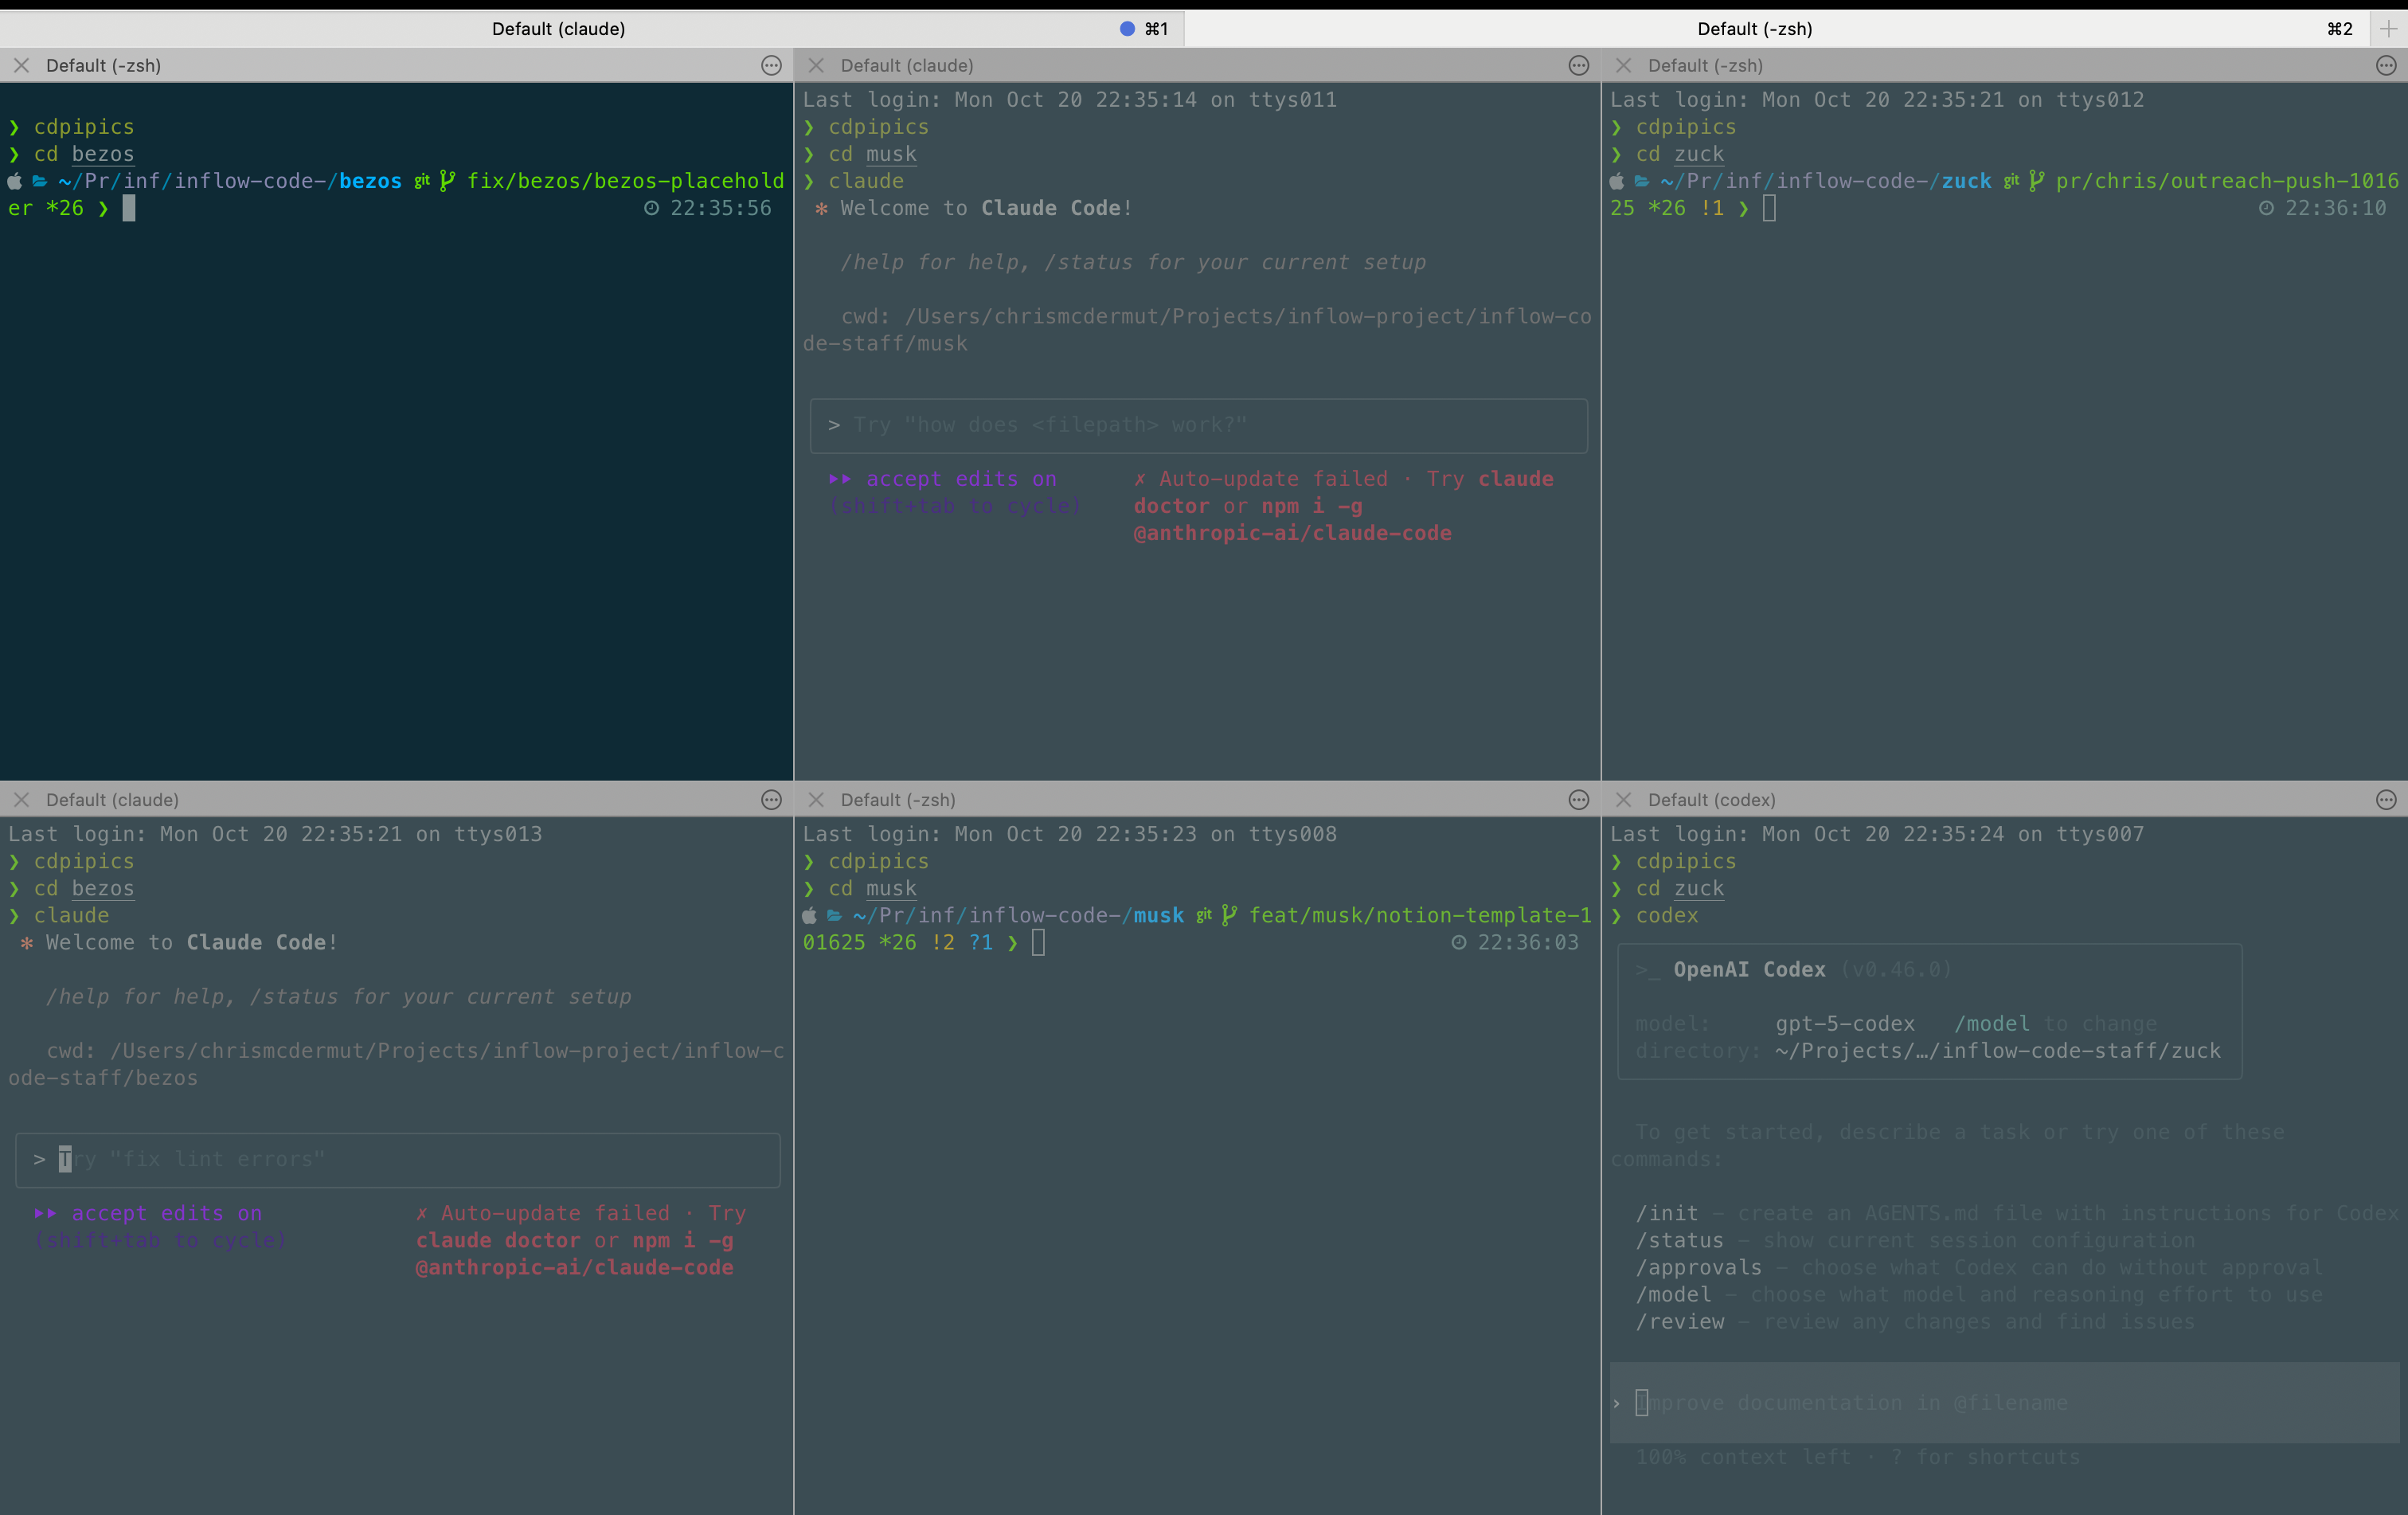 Default (claude)
⌘1
Default (-zsh)
⌘2
Default (-zsh)
❯ cdpipics
❯ cd bezos
~/Pr/inf/inflow-code-/bezos git fix/bezos/bezos-placehold
er *26 ❯ 22:35:56
Default (claude)
Last login: Mon Oct 20 22:35:14 on ttys011
❯ cdpipics
❯ cd musk
❯ claude
✻ Welcome to Claude Code!
/help for help, /status for your current setup
cwd: /Users/chrismcdermut/Projects/inflow-project/inflow-co
de-staff/musk
> Try "how does <filepath> work?"
⏵⏵ accept edits on
(shift+tab to cycle)
✗ Auto-update failed · Try claude
doctor or npm i -g
@anthropic-ai/claude-code
Default (-zsh)
Last login: Mon Oct 20 22:35:21 on ttys012
❯ cdpipics
❯ cd zuck
~/Pr/inf/inflow-code-/zuck git pr/chris/outreach-push-1016
25 *26 !1 ❯ 22:36:10
Default (claude)
Last login: Mon Oct 20 22:35:21 on ttys013
❯ cdpipics
❯ cd bezos
❯ claude
✻ Welcome to Claude Code!
/help for help, /status for your current setup
cwd: /Users/chrismcdermut/Projects/inflow-project/inflow-c
ode-staff/bezos
> Try "fix lint errors"
⏵⏵ accept edits on
(shift+tab to cycle)
✗ Auto-update failed · Try
claude doctor or npm i -g
@anthropic-ai/claude-code
Default (-zsh)
Last login: Mon Oct 20 22:35:23 on ttys008
❯ cdpipics
❯ cd musk
~/Pr/inf/inflow-code-/musk git feat/musk/notion-template-1
01625 *26 !2 ?1 ❯ 22:36:03
Default (codex)
Last login: Mon Oct 20 22:35:24 on ttys007
❯ cdpipics
❯ cd zuck
❯ codex
>_ OpenAI Codex (v0.46.0)
model: gpt-5-codex /model to change
directory: ~/Projects/…/inflow-code-staff/zuck
To get started, describe a task or try one of these
commands:
/init - create an AGENTS.md file with instructions for Codex
/status - show current session configuration
/approvals - choose what Codex can do without approval
/model - choose what model and reasoning effort to use
/review - review any changes and find issues
› Improve documentation in @filename
100% context left · ? for shortcuts